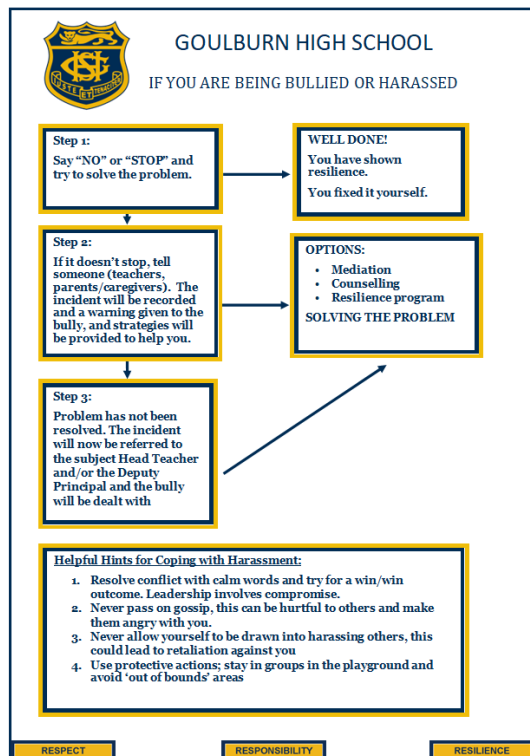 GOULBURN HIGH SCHOOL
IF YOU ARE BEING BULLIED OR HARASSED
Step 1:
Say “NO” or “STOP” and
try to solve the problem.
WELL DONE!
You have shown
resilience.
You fixed it yourself.
Step 2:
If it doesn’t stop, tell
someone (teachers,
parents/caregivers).  The
incident will be recorded
and a warning given to the
bully, and strategies will
be provided to help you.
OPTIONS:
• Mediation
• Counselling
• Resilience program
SOLVING THE PROBLEM
Step 3:
Problem has not been
resolved. The incident
will now be referred to
the subject Head Teacher
and/or the Deputy
Principal and the bully
will be dealt with
Helpful Hints for Coping with Harassment:
1. Resolve conflict with calm words and try for a win/win
outcome. Leadership involves compromise.
2. Never pass on gossip, this can be hurtful to others and make
them angry with you.
3. Never allow yourself to be drawn into harassing others, this
could lead to retaliation against you
4. Use protective actions; stay in groups in the playground and
avoid ‘out of bounds’ areas
RESPECT
RESPONSIBILITY
RESILIENCE